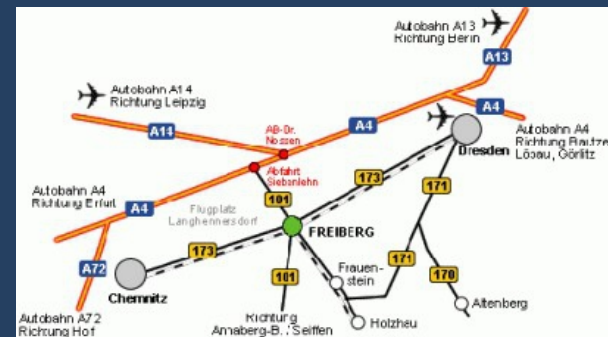 Autobahn A13
Richtung Berlin
A13
Autobahn A14
Richtung Leipzig
A14
AB-Dr.
Nossen
A4
A4
Autobahn A4
Richtung Bautze
Löbau, Görlitz
Dresden
Abfahrt
Siebenlehn
173
171
101
Autobahn A4
Richtung Erfurt
A4
Flugplatz
Langhennersdorf
FREIBERG
173
A72
Chemnitz
101
Frauen-
stein
171
170
Altenberg
Holzhau
Autobahn A72
Richtung Hof
Richtung
Annaberg-B. / Seiffen